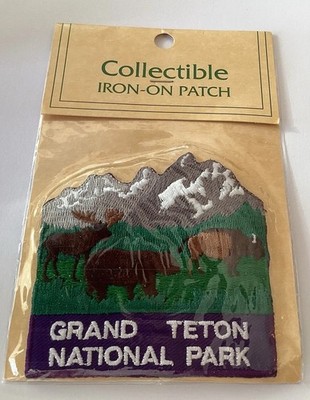 Collectible
IRON-ON PATCH
GRAND TETON
NATIONAL PARK